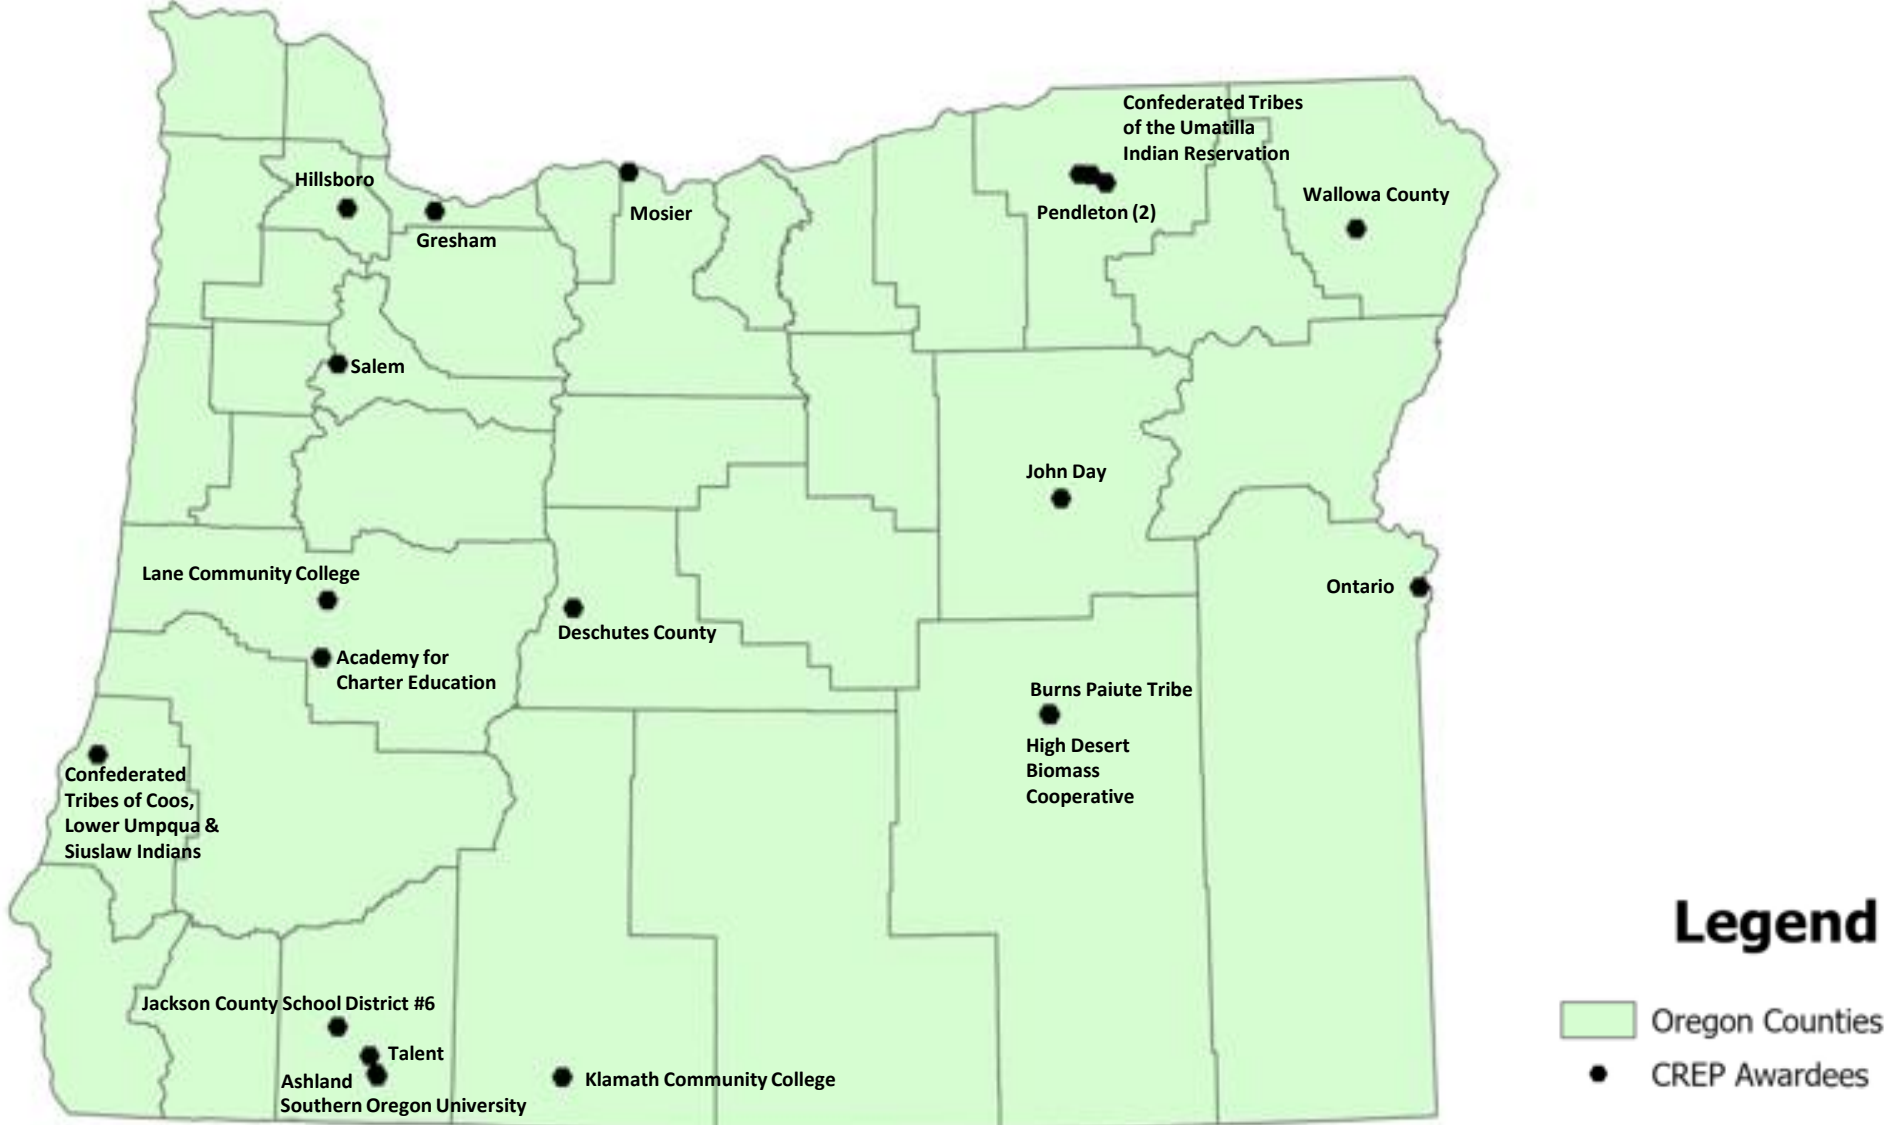 Confederated Tribes
of the Umatilla
Indian Reservation
Hillsboro
Wallowa County
Mosier
Pendleton (2)
Gresham
Salem
John Day
Lane Community College
Ontario
Deschutes County
Academy for
Charter Education
Burns Paiute Tribe
High Desert
Biomass
Cooperative
Confederated
Tribes of Coos,
Lower Umpqua &
Siuslaw Indians
Legend
Oregon Counties
CREP Awardees
Jackson County School District #6
Talent
Ashland
Southern Oregon University
Klamath Community College